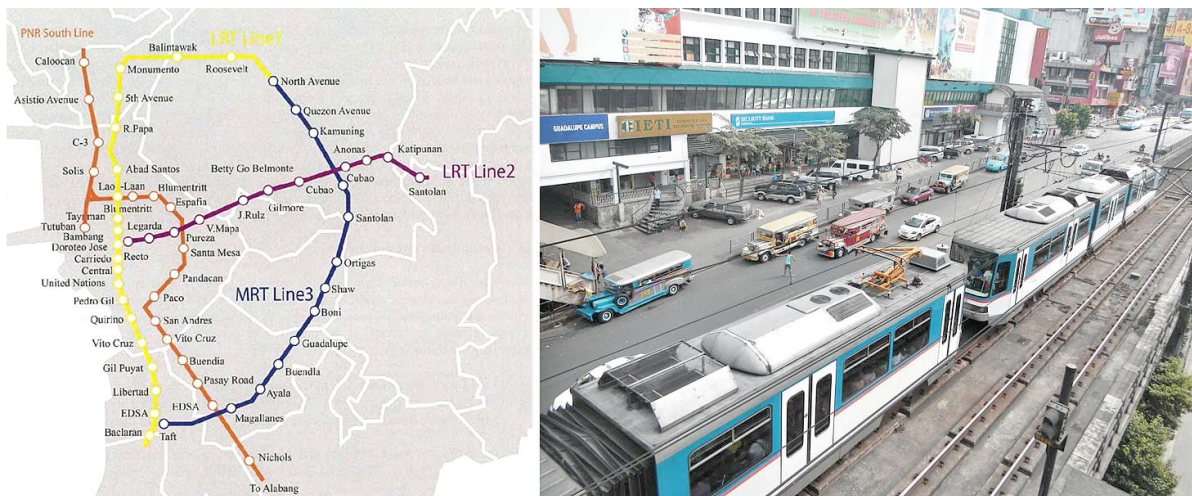 PNR South Line
LRT Line1
Balintawak
Roosevelt
Caloocan
Monumento
North Avenue
Asistio Avenue
5th Avenue
Quezon Avenue
R.Papa
Kamuning
C-3
Anonas
Katipunan
Solis
Abad Santos
Betty Go Belmonte
Cubao
Cubao
LRT Line2
Laon-Laan
Blumentritt
Santolan
España
Gilmore
Blumentritt
J.Rulz
Tayuman
Legarda
V.Mapa
Santolan
Tutuban
Bambang
Pureza
Doroteo Jose
Recto
Santa Mesa
Carriedo
Central
Ortigas
United Nations
Pandacan
MRT Line3
Shaw
Pedro Gil
Paco
Boni
Quirino
San Andres
Vito Cruz
Vito Cruz
Guadalupe
Gil Puyat
Buendia
Buendla
Libertad
Pasay Road
Ayala
EDSA
EDSA
Magallanes
Baclaran
Taft
Nichols
To Alabang
GUADALUPE CAMPUS
IETI
SECURITY BANK
Jollibee